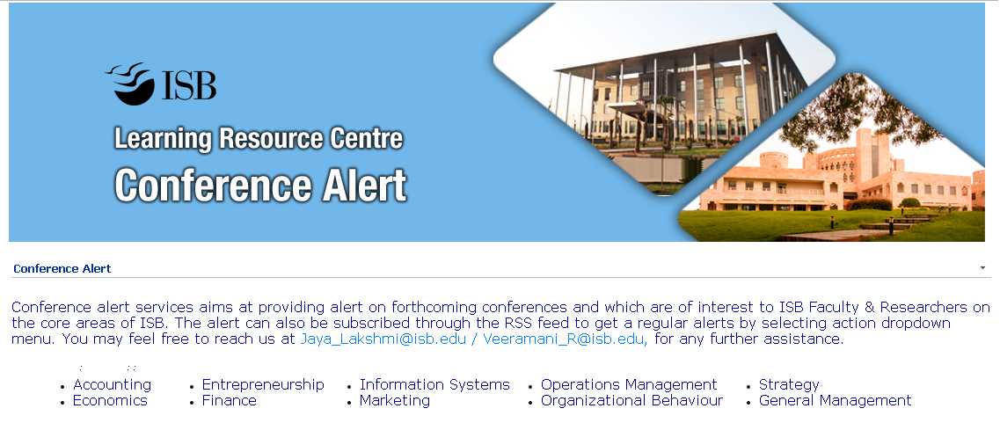 ISB
Learning Resource Centre
Conference Alert
Conference Alert
Conference alert services aims at providing alert on forthcoming conferences and which are of interest to ISB Faculty & Researchers on
the core areas of ISB. The alert can also be subscribed through the RSS feed to get a regular alerts by selecting action dropdown
menu. You may feel free to reach us at Jaya_Lakshmi@isb.edu / Veeramani_R@isb.edu, for any further assistance.
• Accounting • Entrepreneurship • Information Systems • Operations Management • Strategy
• Economics • Finance • Marketing • Organizational Behaviour • General Management